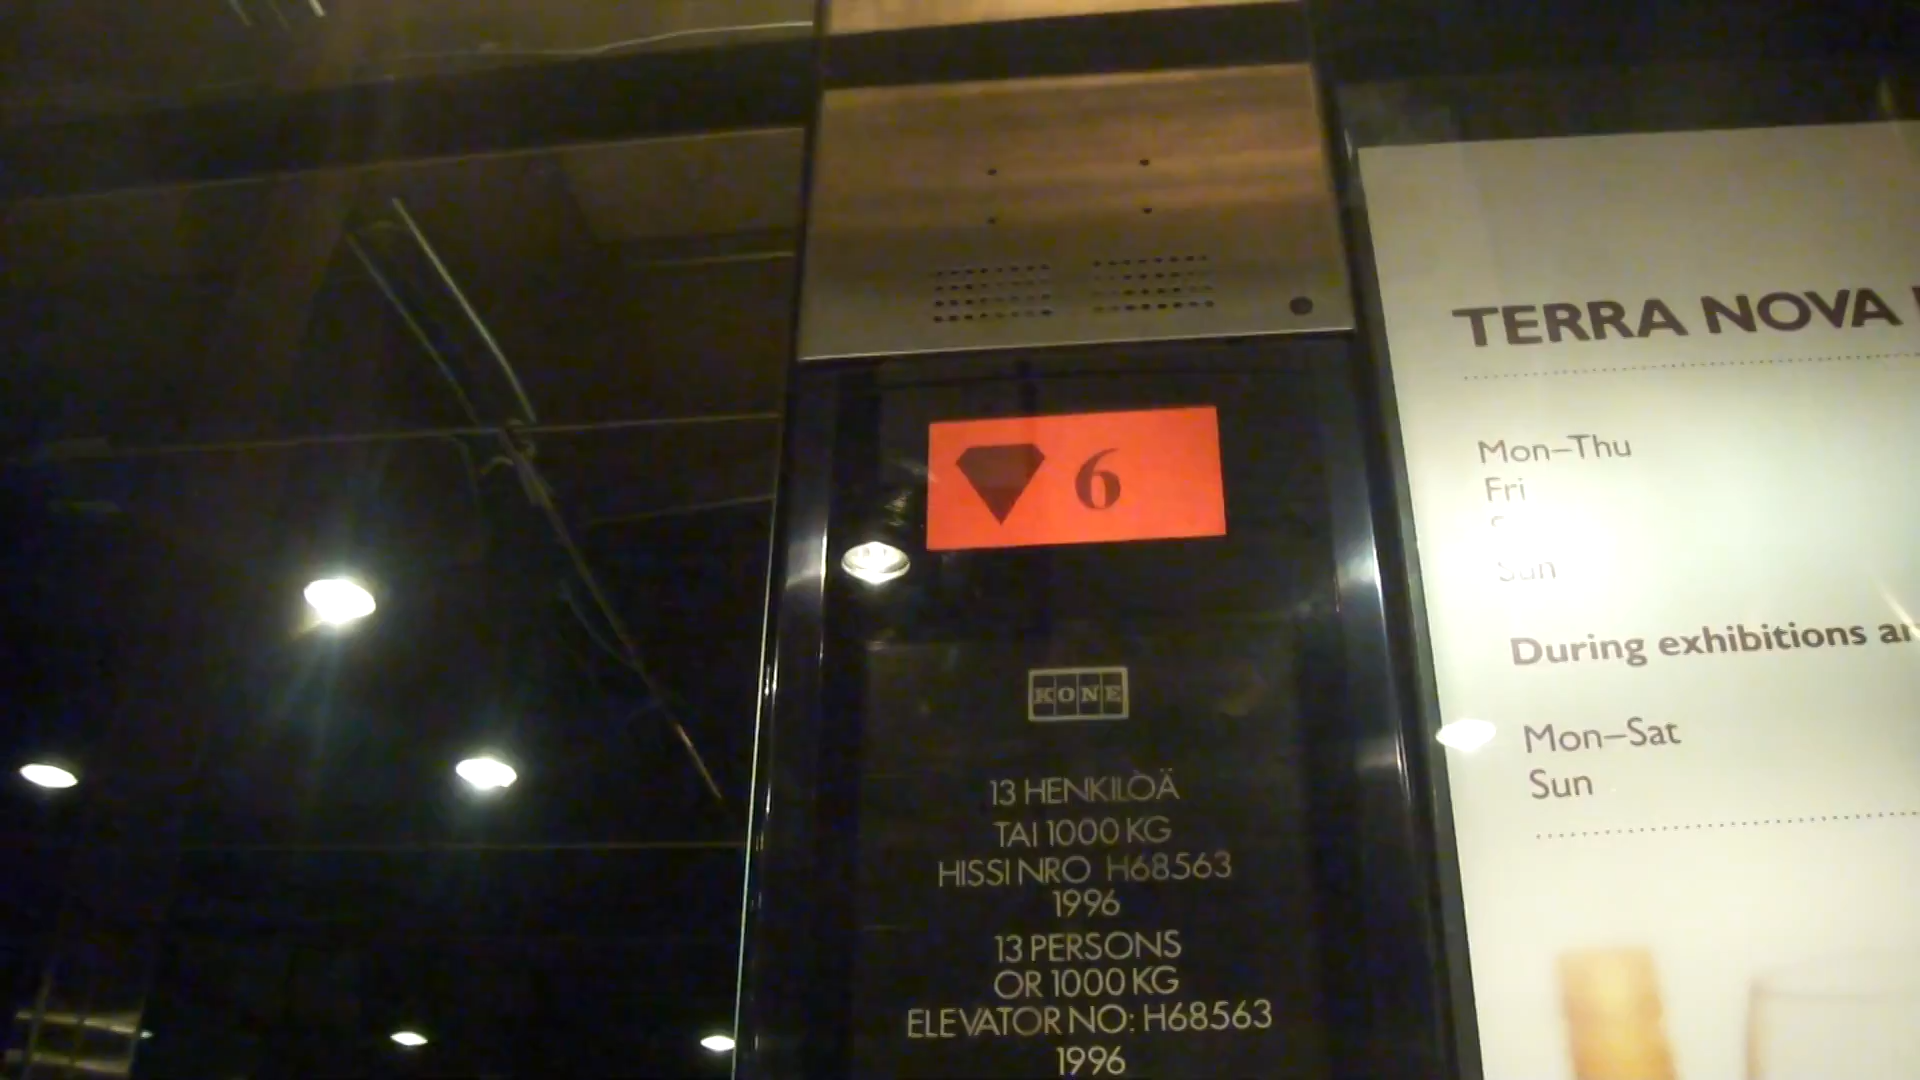 6
KONE
13 HENKILÖÄ
TAI 1000 KG
HISSI NRO H68563
1996
13 PERSONS
OR 1000 KG
ELEVATOR NO: H68563
1996
TERRA NOVA
Mon–Thu
Fri
Sun
During exhibitions
Mon–Sat
Sun